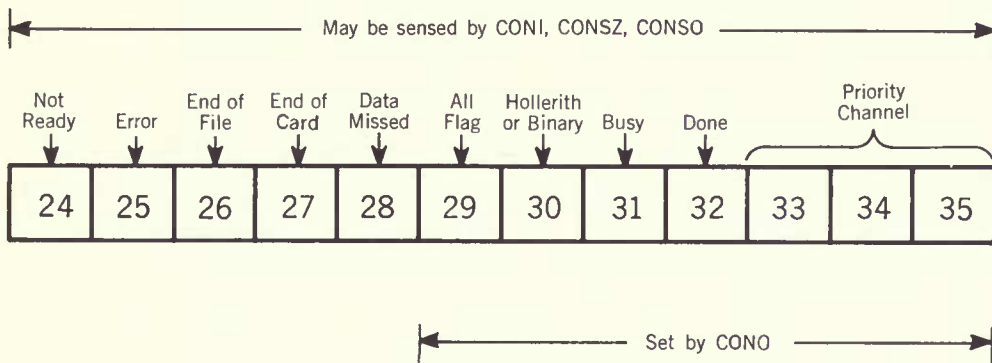 May be sensed by CONI, CONSZ, CONSO
Not Ready
Error
End of File
End of Card
Data Missed
All Flag
Hollerith or Binary
Busy
Done
Priority Channel
24 25 26 27 28 29 30 31 32 33 34 35
Set by CONO